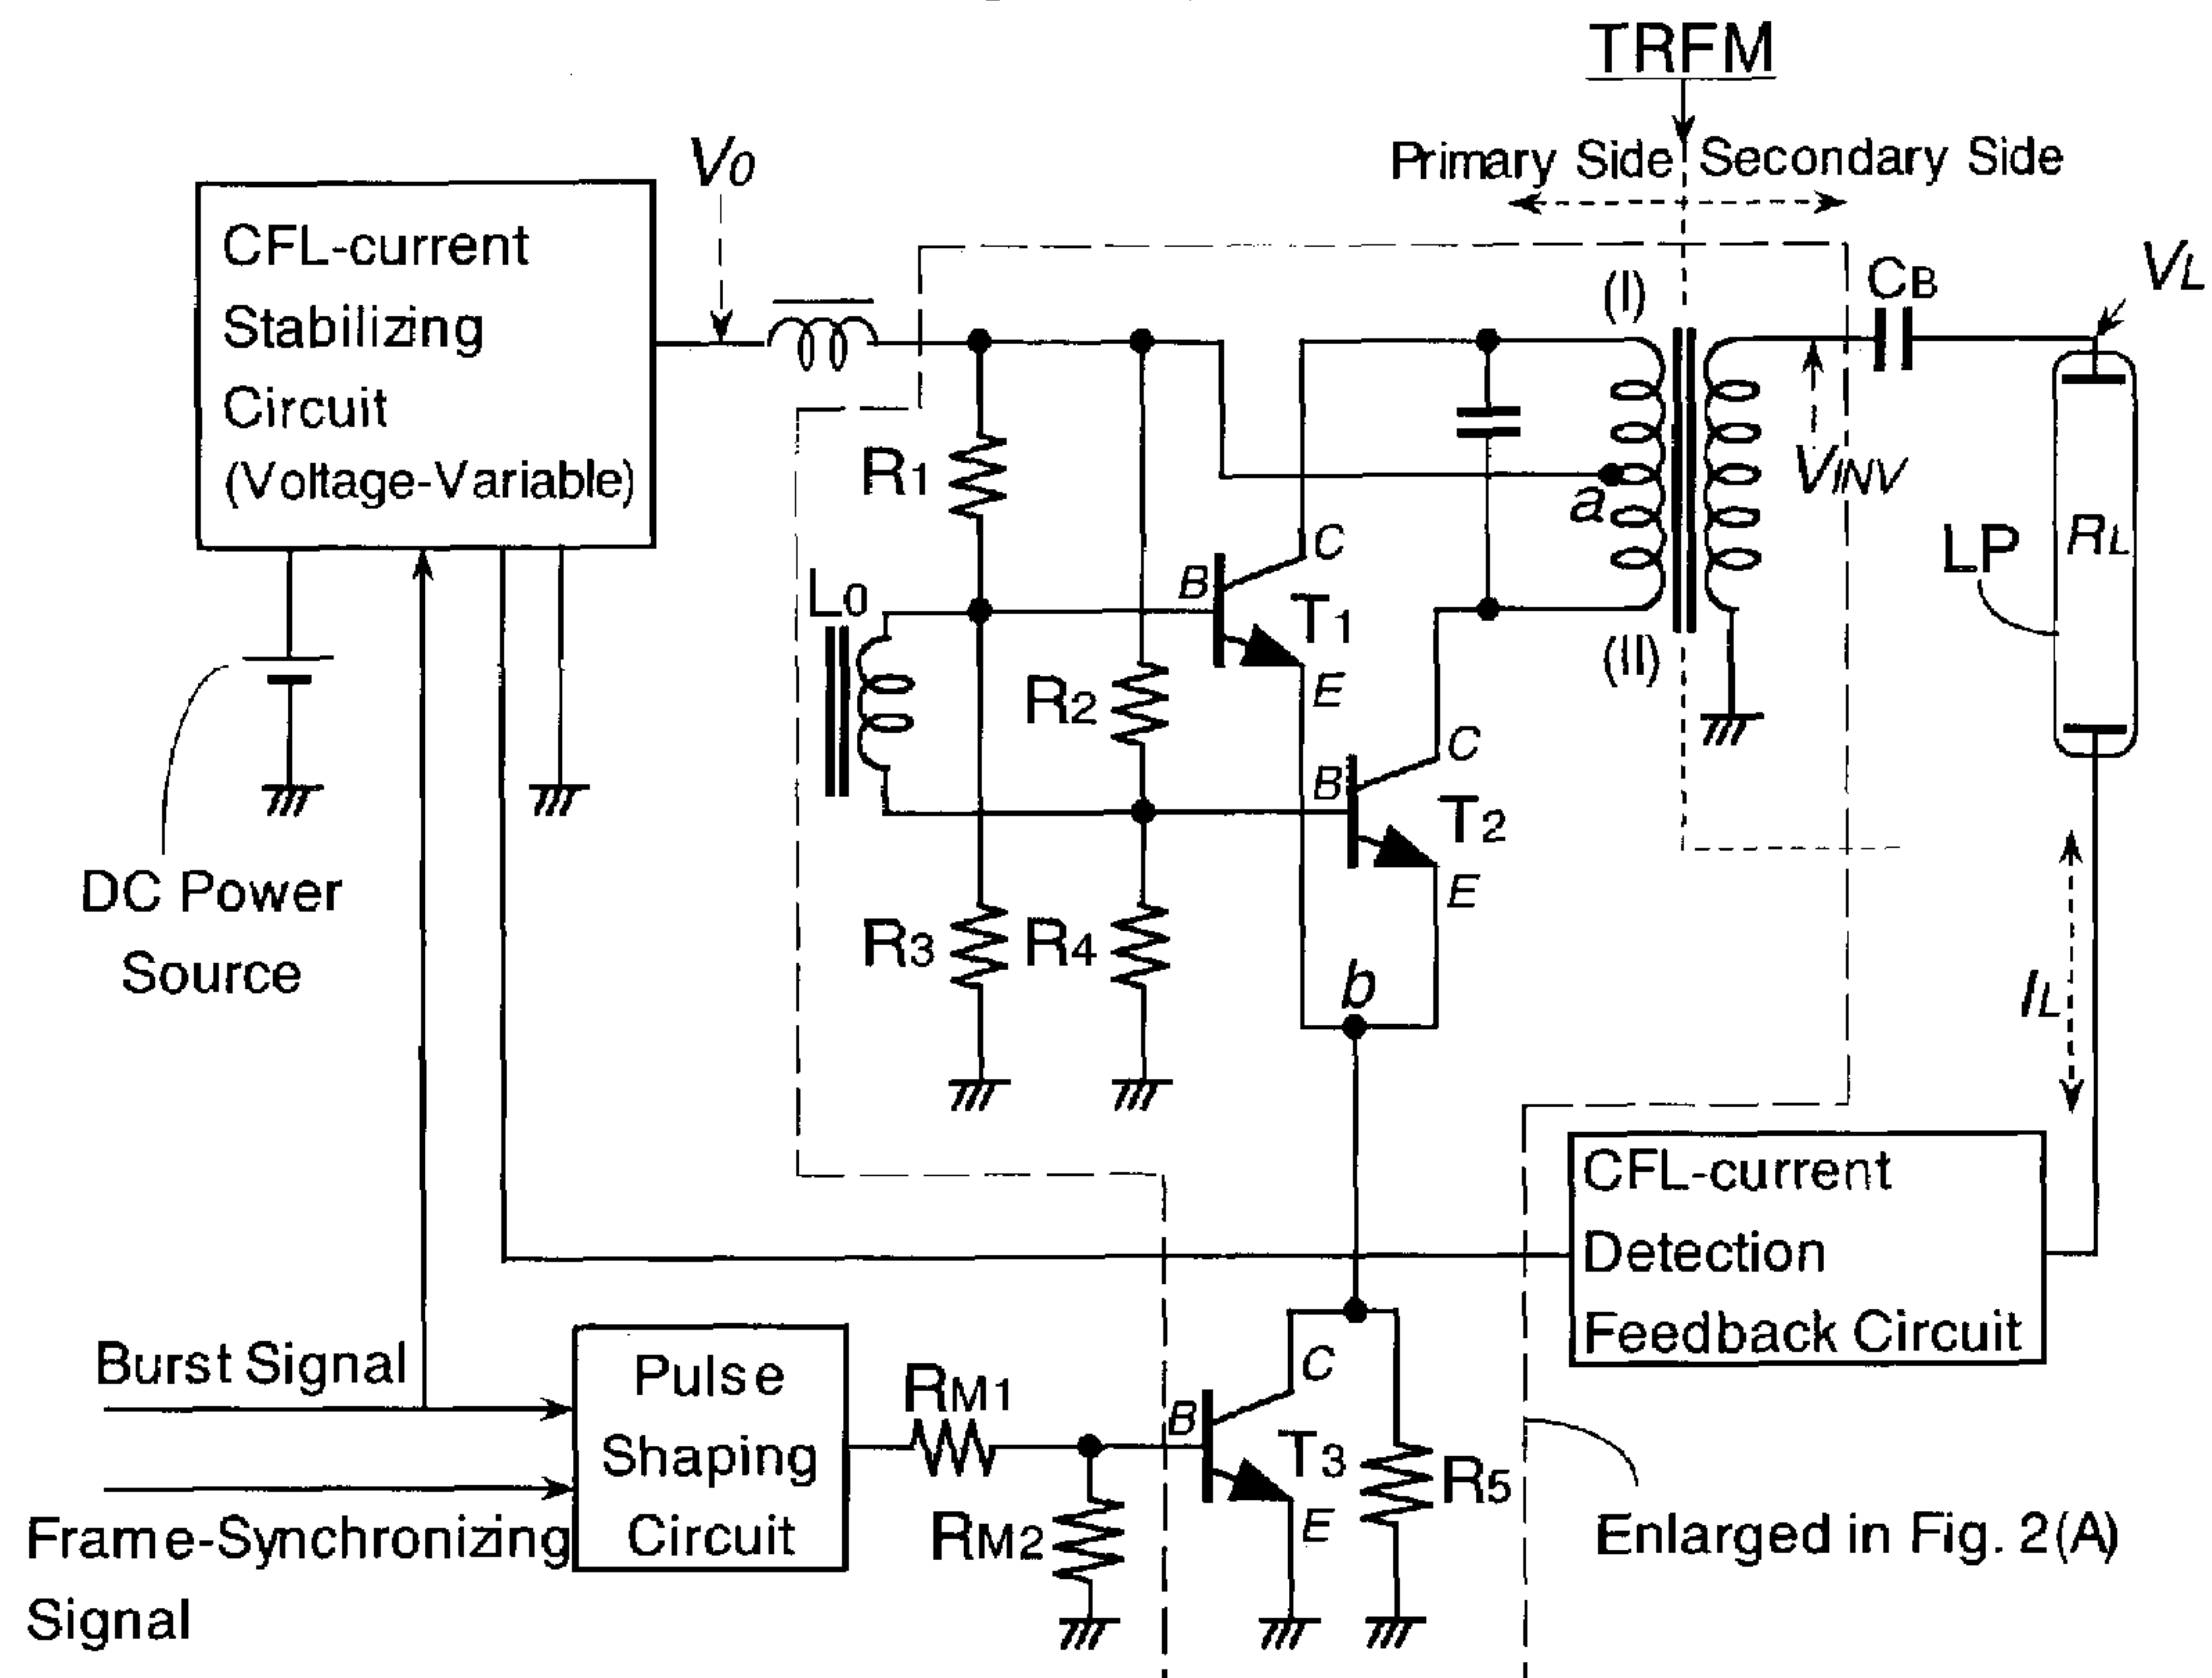 TRFM
Primary Side
Secondary Side
V0
CFL-current
Stabilizing
Circuit
(Voltage-Variable)
(I)
CB
VL
R1
a
VINV
C
B
T1
E
L0
(II)
LP
RL
R2
C
B
T2
E
DC Power
Source
R3
R4
b
IL
CFL-current
Detection
Feedback Circuit
Burst Signal
Pulse
Shaping
Circuit
RM1
C
B
T3
E
R5
RM2
Frame-Synchronizing
Signal
Enlarged in Fig. 2(A)